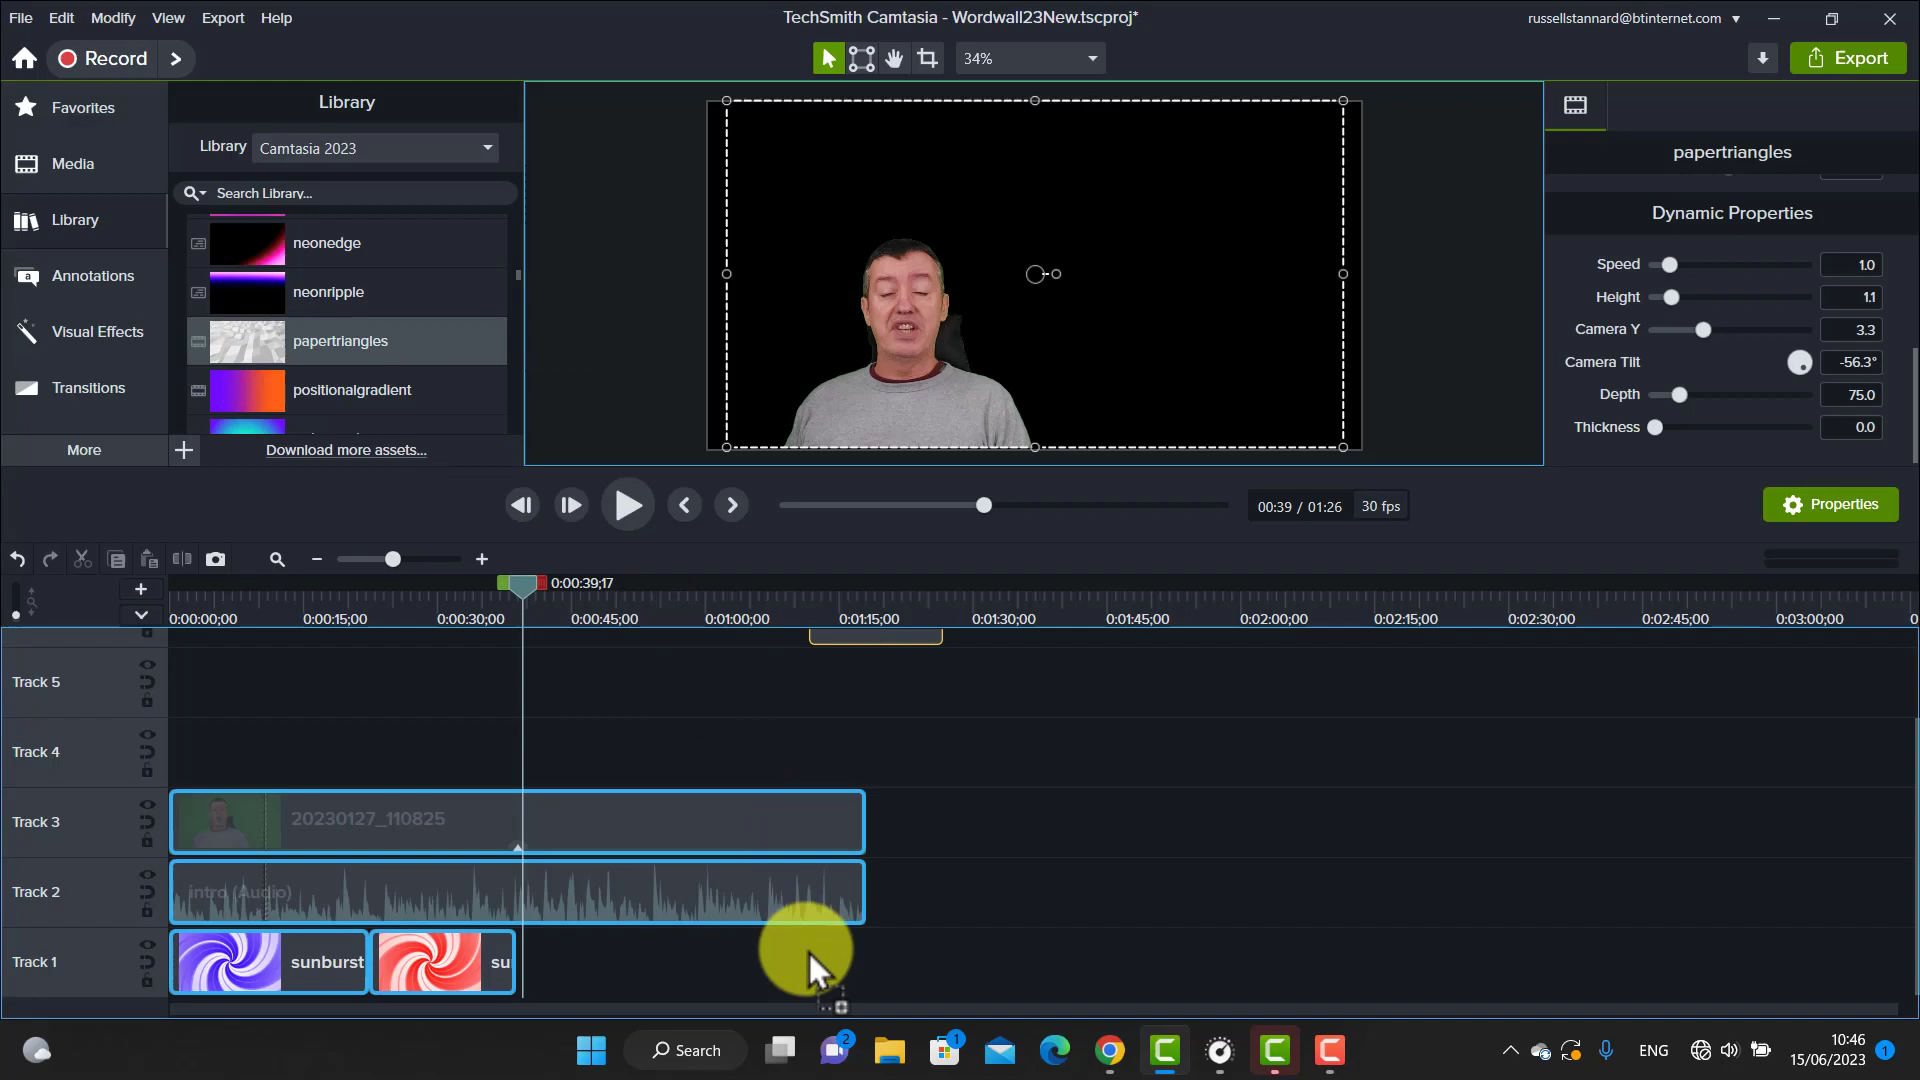 File Edit Modify View Export Help
TechSmith Camtasia - Wordwall23New.tscproj*
russellstannard@btinternet.com
Record
34%
Export
Favorites
Media
Library
Annotations
Visual Effects
Transitions
More
Library
Library Camtasia 2023
Search Library...
neonedge
neonripple
papertriangles
positionalgradient
Download more assets...
papertriangles
Dynamic Properties
Speed 1.0
Height 1.1
Camera Y 3.3
Camera Tilt -56.3°
Depth 75.0
Thickness 0.0
00:39 / 01:26 30 fps
Properties
0:00:39;17
0:00:00;00 0:00:15;00 0:00:30;00 0:00:45;00 0:01:00;00 0:01:15;00 0:01:30;00 0:01:45;00 0:02:00;00 0:02:15;00 0:02:30;00 0:02:45;00 0:03:00;00 0
Track 5
Track 4
Track 3 20230127_110825
Track 2 intro (Audio)
Track 1 sunburst su
Search
2
1
ENG
10:46
15/06/2023
1